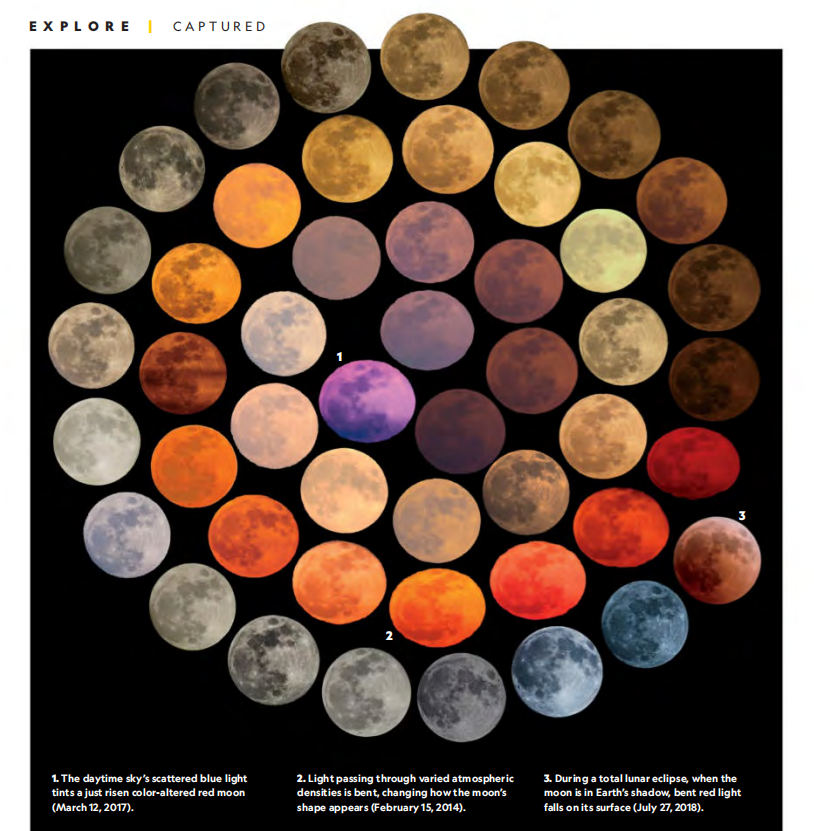 EXPLORE | CAPTURED
1
3
2
1. The daytime sky's scattered blue light
tints a just risen color-altered red moon
(March 12, 2017).
2. Light passing through varied atmospheric
densities is bent, changing how the moon's
shape appears (February 15, 2014).
3. During a total lunar eclipse, when the
moon is in Earth's shadow, bent red light
falls on its surface (July 27, 2018).